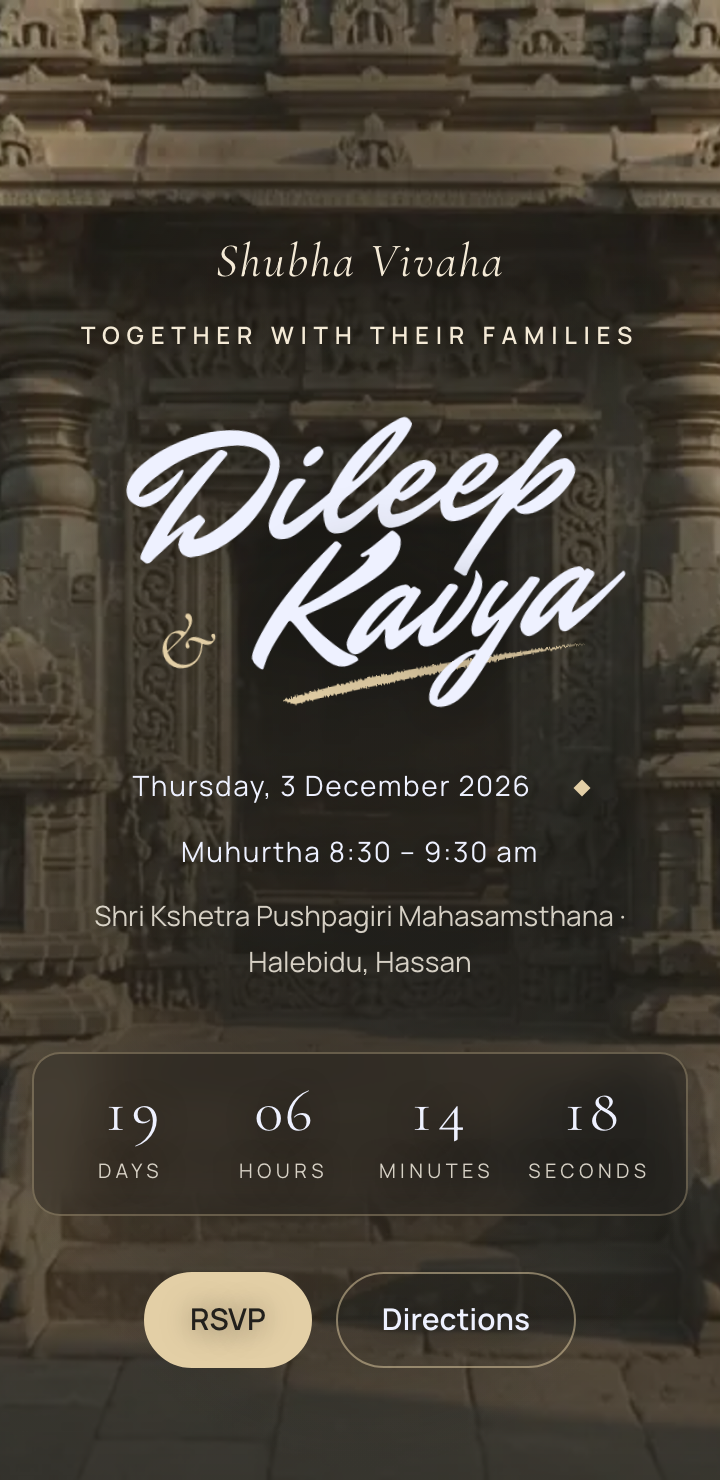 Shubha Vivaha
TOGETHER WITH THEIR FAMILIES
Dileep
& Kavya
Thursday, 3 December 2026 ◆
Muhurtha 8:30 – 9:30 am
Shri Kshetra Pushpagiri Mahasamsthana ·
Halebidu, Hassan
19 06 14 18
DAYS HOURS MINUTES SECONDS
RSVP Directions